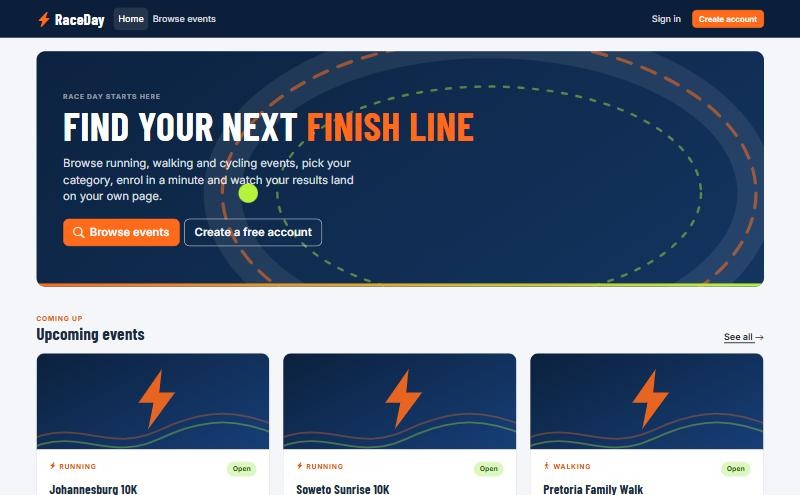 RaceDay Home Browse events Sign in Create account
RACE DAY STARTS HERE
FIND YOUR NEXT FINISH LINE
Browse running, walking and cycling events, pick your
category, enrol in a minute and watch your results land
on your own page.
Browse events Create a free account
COMING UP
Upcoming events See all →
RUNNING Open RUNNING Open WALKING Open
Johannesburg 10K Soweto Sunrise 10K Pretoria Family Walk